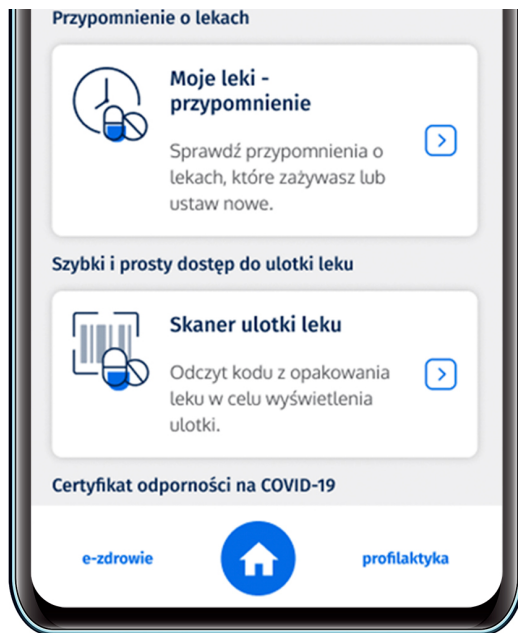 Przypomnienie o lekach
Moje leki -
przypomnienie
Sprawdź przypomnienia o
lekach, które zażywasz lub
ustaw nowe.
Szybki i prosty dostęp do ulotki leku
Skaner ulotki leku
Odczyt kodu z opakowania
leku w celu wyświetlenia
ulotki.
Certyfikat odporności na COVID-19
e-zdrowie
profilaktyka